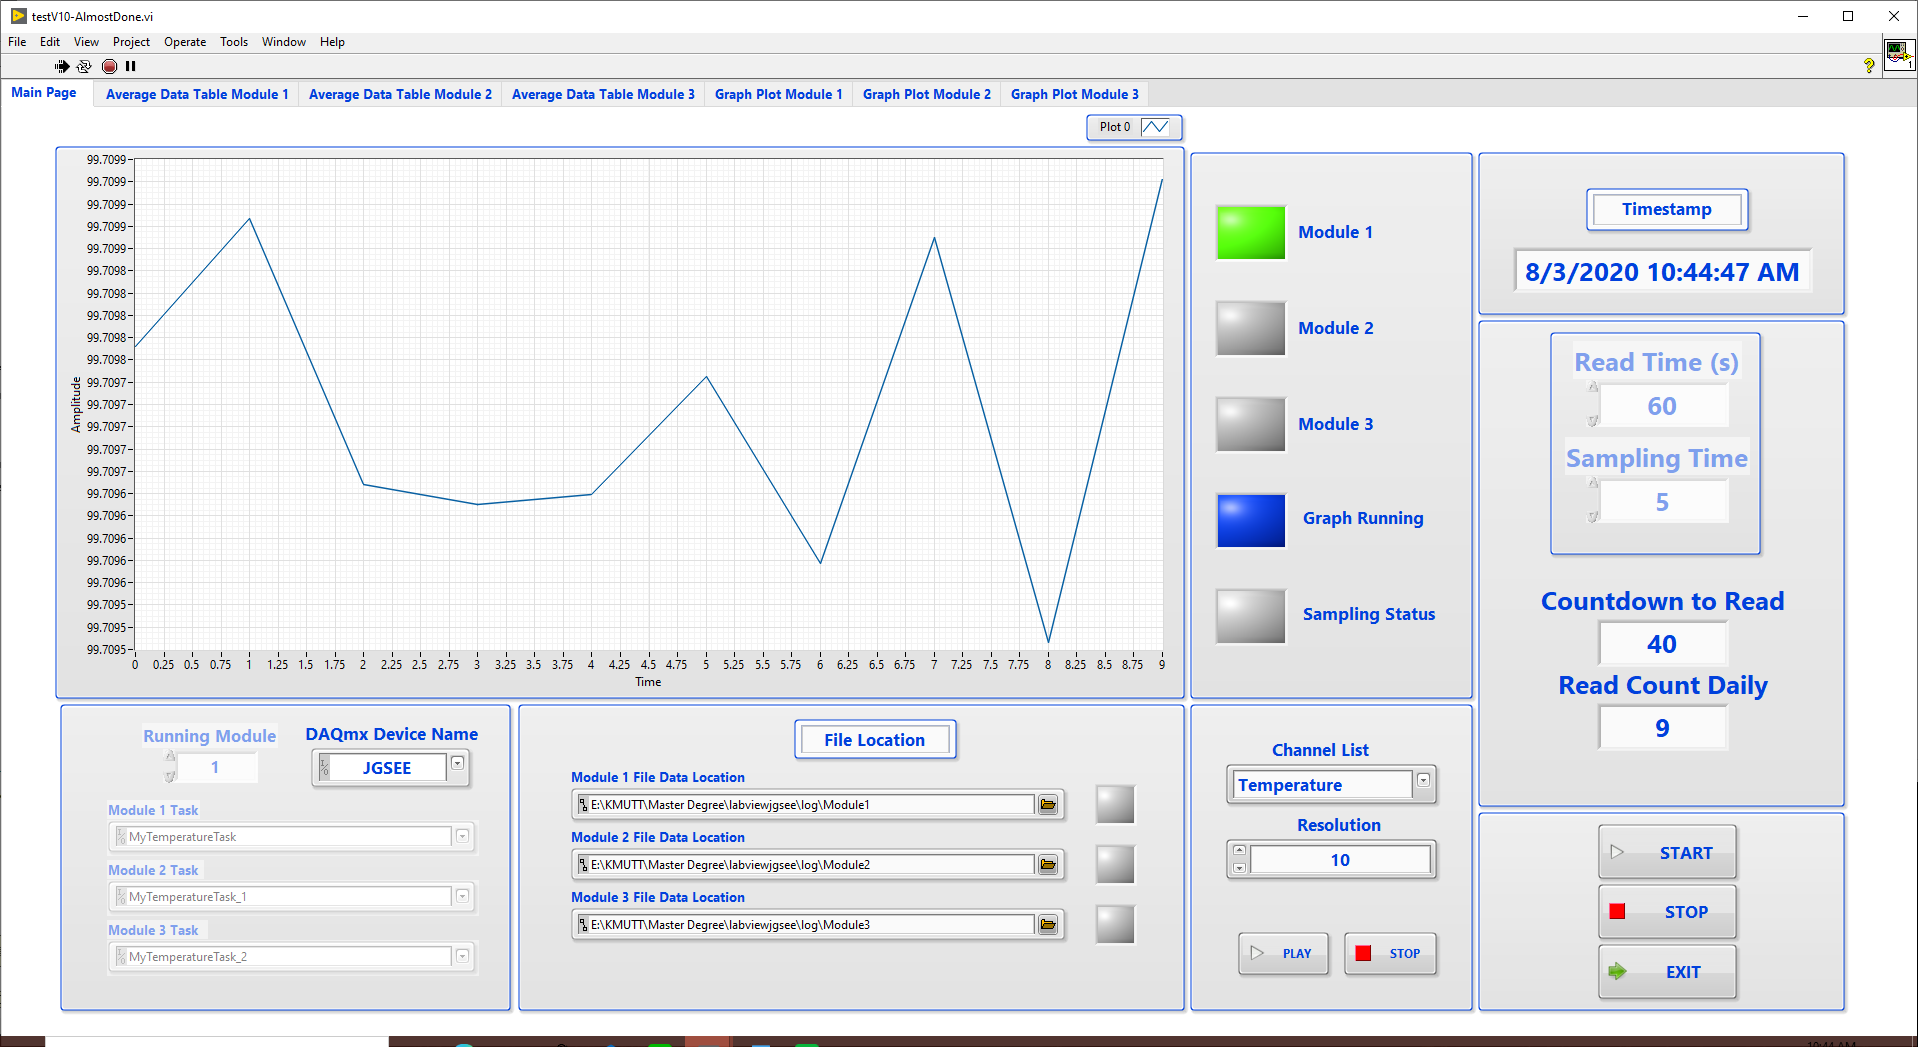 testV10-AlmostDone.vi
File Edit View Project Operate Tools Window Help
1
Main Page Average Data Table Module 1 Average Data Table Module 2 Average Data Table Module 3 Graph Plot Module 1 Graph Plot Module 2 Graph Plot Module 3
Plot 0
99.7099
99.7099
99.7099
99.7099
99.7099
99.7098
99.7098
99.7098
99.7098
99.7098
99.7097
99.7097
99.7097
99.7097
99.7097
99.7096
99.7096
99.7096
99.7096
99.7096
99.7095
99.7095
99.7095
Amplitude
0 0.25 0.5 0.75 1 1.25 1.5 1.75 2 2.25 2.5 2.75 3 3.25 3.5 3.75 4 4.25 4.5 4.75 5 5.25 5.5 5.75 6 6.25 6.5 6.75 7 7.25 7.5 7.75 8 8.25 8.5 8.75 9
Time
Module 1
Module 2
Module 3
Graph Running
Sampling Status
Timestamp
8/3/2020 10:44:47 AM
Read Time (s)
60
Sampling Time
5
Countdown to Read
40
Read Count Daily
9
Running Module
1
DAQmx Device Name
JGSEE
Module 1 Task
MyTemperatureTask
Module 2 Task
MyTemperatureTask_1
Module 3 Task
MyTemperatureTask_2
File Location
Module 1 File Data Location
E:\KMUTT\Master Degree\labviewjgsee\log\Module1
Module 2 File Data Location
E:\KMUTT\Master Degree\labviewjgsee\log\Module2
Module 3 File Data Location
E:\KMUTT\Master Degree\labviewjgsee\log\Module3
Channel List
Temperature
Resolution
10
PLAY STOP
START
STOP
EXIT